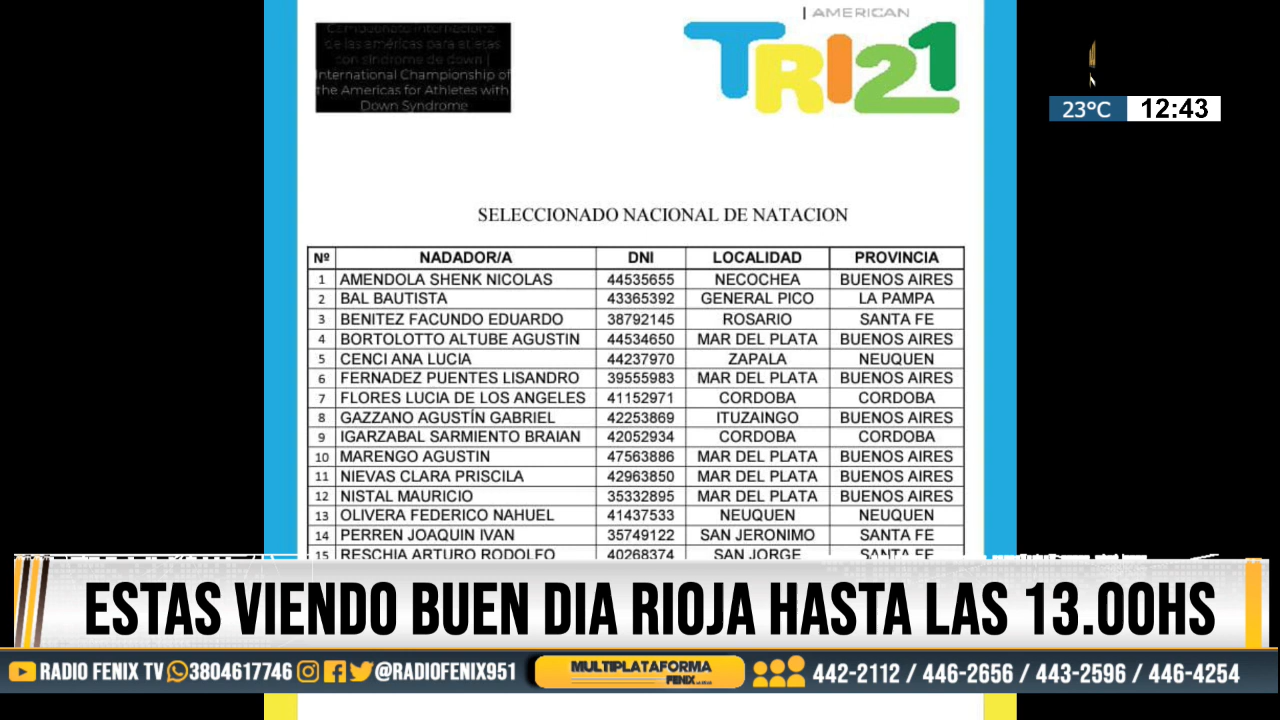 | AMERICAN
TRI21
Campeonato Internacional
de las américas para atletas
con síndrome de down |
International Championship of
the Americas for Athletes with
Down Syndrome
23°C 12:43
SELECCIONADO NACIONAL DE NATACION
Nº NADADOR/A DNI LOCALIDAD PROVINCIA
1 AMENDOLA SHENK NICOLAS 44535655 NECOCHEA BUENOS AIRES
2 BAL BAUTISTA 43365392 GENERAL PICO LA PAMPA
3 BENITEZ FACUNDO EDUARDO 38792145 ROSARIO SANTA FE
4 BORTOLOTTO ALTUBE AGUSTIN 44534650 MAR DEL PLATA BUENOS AIRES
5 CENCI ANA LUCIA 44237970 ZAPALA NEUQUEN
6 FERNADEZ PUENTES LISANDRO 39555983 MAR DEL PLATA BUENOS AIRES
7 FLORES LUCIA DE LOS ANGELES 41152971 CORDOBA CORDOBA
8 GAZZANO AGUSTÍN GABRIEL 42253869 ITUZAINGO BUENOS AIRES
9 IGARZABAL SARMIENTO BRAIAN 42052934 CORDOBA CORDOBA
10 MARENGO AGUSTIN 47563886 MAR DEL PLATA BUENOS AIRES
11 NIEVAS CLARA PRISCILA 42963850 MAR DEL PLATA BUENOS AIRES
12 NISTAL MAURICIO 35332895 MAR DEL PLATA BUENOS AIRES
13 OLIVERA FEDERICO NAHUEL 41437533 NEUQUEN NEUQUEN
14 PERREN JOAQUIN IVAN 35749122 SAN JERONIMO SANTA FE
15 RESCHIA ARTURO RODOLFO 40268374 SAN JORGE SANTA FE
ESTAS VIENDO BUEN DIA RIOJA HASTA LAS 13.00HS
RADIO FENIX TV 3804617746 @RADIOFENIX951 MULTIPLATAFORMA FENIX 442-2112 / 446-2656 / 443-2596 / 446-4254